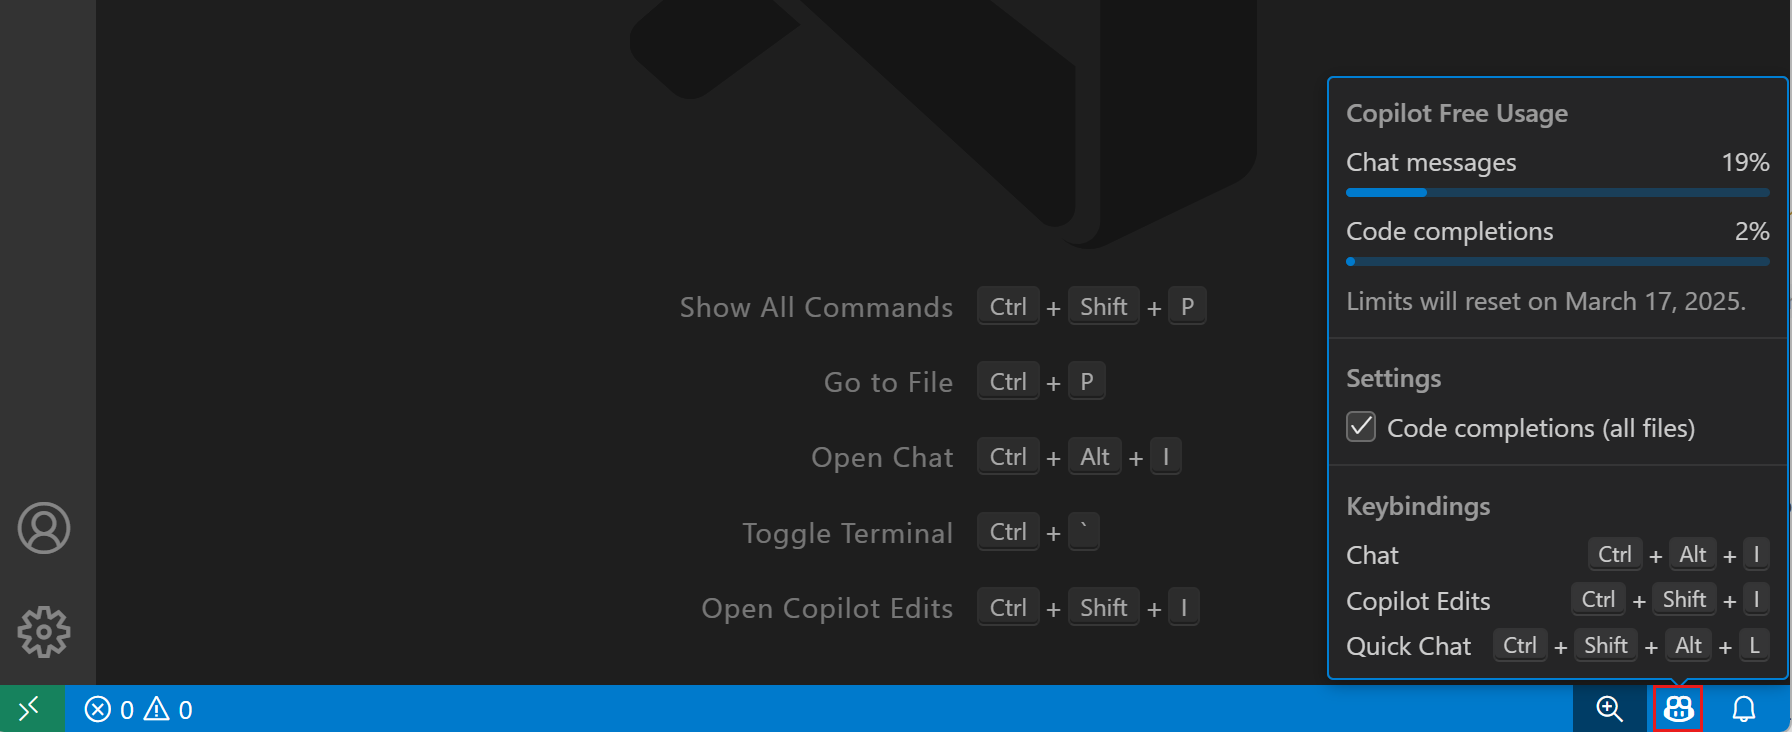 Show All Commands Ctrl + Shift + P
Go to File Ctrl + P
Open Chat Ctrl + Alt + I
Toggle Terminal Ctrl + `
Open Copilot Edits Ctrl + Shift + I
Copilot Free Usage
Chat messages 19%
Code completions 2%
Limits will reset on March 17, 2025.
Settings
Code completions (all files)
Keybindings
Chat Ctrl + Alt + I
Copilot Edits Ctrl + Shift + I
Quick Chat Ctrl + Shift + Alt + L
0 0